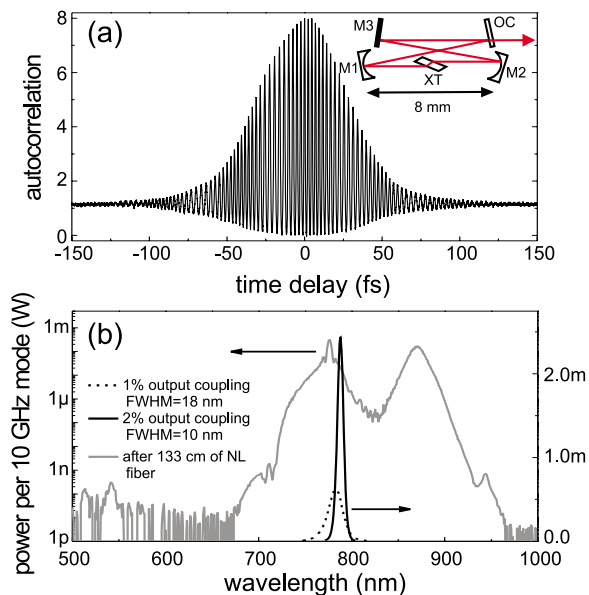 (a)
M3
OC
M1
XT
M2
8 mm
autocorrelation
8
6
4
2
0
-150 -100 -50 0 50 100 150
time delay (fs)
(b)
power per 10 GHz mode (W)
1m
1µ
1n
1p
1% output coupling
FWHM=18 nm
2% output coupling
FWHM=10 nm
after 133 cm of NL
fiber
2.0m
1.0m
0.0
500 600 700 800 900 1000
wavelength (nm)